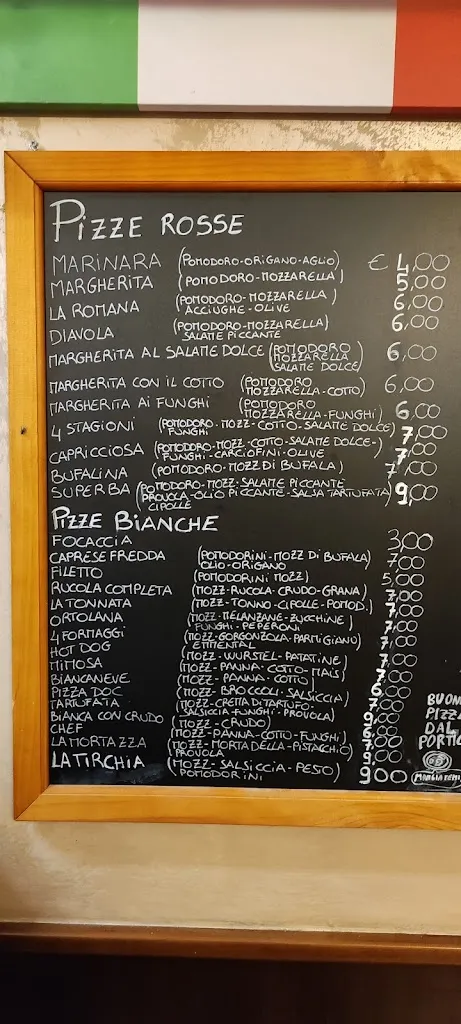 PIZZE ROSSE
MARINARA (POMODORO-ORIGANO-AGLIO) € 4,00
MARGHERITA (POMODORO-MOZZARELLA) 5,00
LA ROMANA (POMODORO-MOZZARELLA) 6,00
ACCIUGHE-OLIVE
DIAVOLA (POMODORO-MOZZARELLA) 6,00
SALAME PICCANTE
MARGHERITA AL SALAME DOLCE (POMODORO 6,00
MOZZARELLA
SALAME DOLCE)
MARGHERITA CON IL COTTO (POMODORO 6,00
MOZZARELLA-COTTO)
MARGHERITA AI FUNGHI (POMODORO 6,00
MOZZARELLA-FUNGHI)
4 STAGIONI (POMODORO-MOZZ-COTTO-SALAME DOLCE) 7,00
FUNGHI
CAPRICCIOSA (POMODORO-MOZZ-COTTO-SALAME DOLCE-) 7,00
FUNGHI-CARCIOFINI-OLIVE
BUFALINA (POMODORO-MOZZ DI BUFALA) 7,00
SUPERBA (POMODORO-MOZZ-SALAME PICCANTE 9,00
PROVOLA-OLIO PICCANTE-SALSA TARTUFATA)
CIPOLLE
PIZZE BIANCHE
FOCACCIA 3,00
CAPRESE FREDDA (POMODORINI-MOZZ DI BUFALA) 7,00
OLIO-ORIGANO
FILETTO (POMODORINI MOZZ) 5,00
RUCOLA COMPLETA (MOZZ-RUCOLA-CRUDO-GRANA) 7,00
LA TONNATA (MOZZ-TONNO-CIPOLLE-POMOD.) 7,00
ORTOLANA (MOZZ-MELANZANE-ZUCCHINE) 7,00
FUNGHI-PEPERONI
4 FORMAGGI (MOZZ-GORGONZOLA-PARMIGIANO) 7,00
EMMENTAL
HOT DOG (MOZZ-WURSTEL-PATATINE) 7,00
MIMOSA (MOZZ-PANNA-COTTO-MAIS) 7,00
BIANCANEVE (MOZZ-PANNA-COTTO) 6,00
PIZZA DOC (MOZZ-BROCCOLI-SALSICCIA) 7,00
TARTUFATA (MOZZ-CREMA DI TARTUFO- 9,00
SALSICCIA-FUNGHI-PROVOLA)
BIANCA CON CRUDO (MOZZ-CRUDO) 6,00
CHEF (MOZZ-PANNA-COTTO-FUNGHI) 7,00
LA MORTAZZA (MOZZ-MORTADELLA-PISTACCHIO) 9,00
PROVOLA
LA TIRCHIA (MOZZ-SALSICCIA-PESTO) 9,00
POMODORINI
BUON
PIZZ
DAL
PORTIC